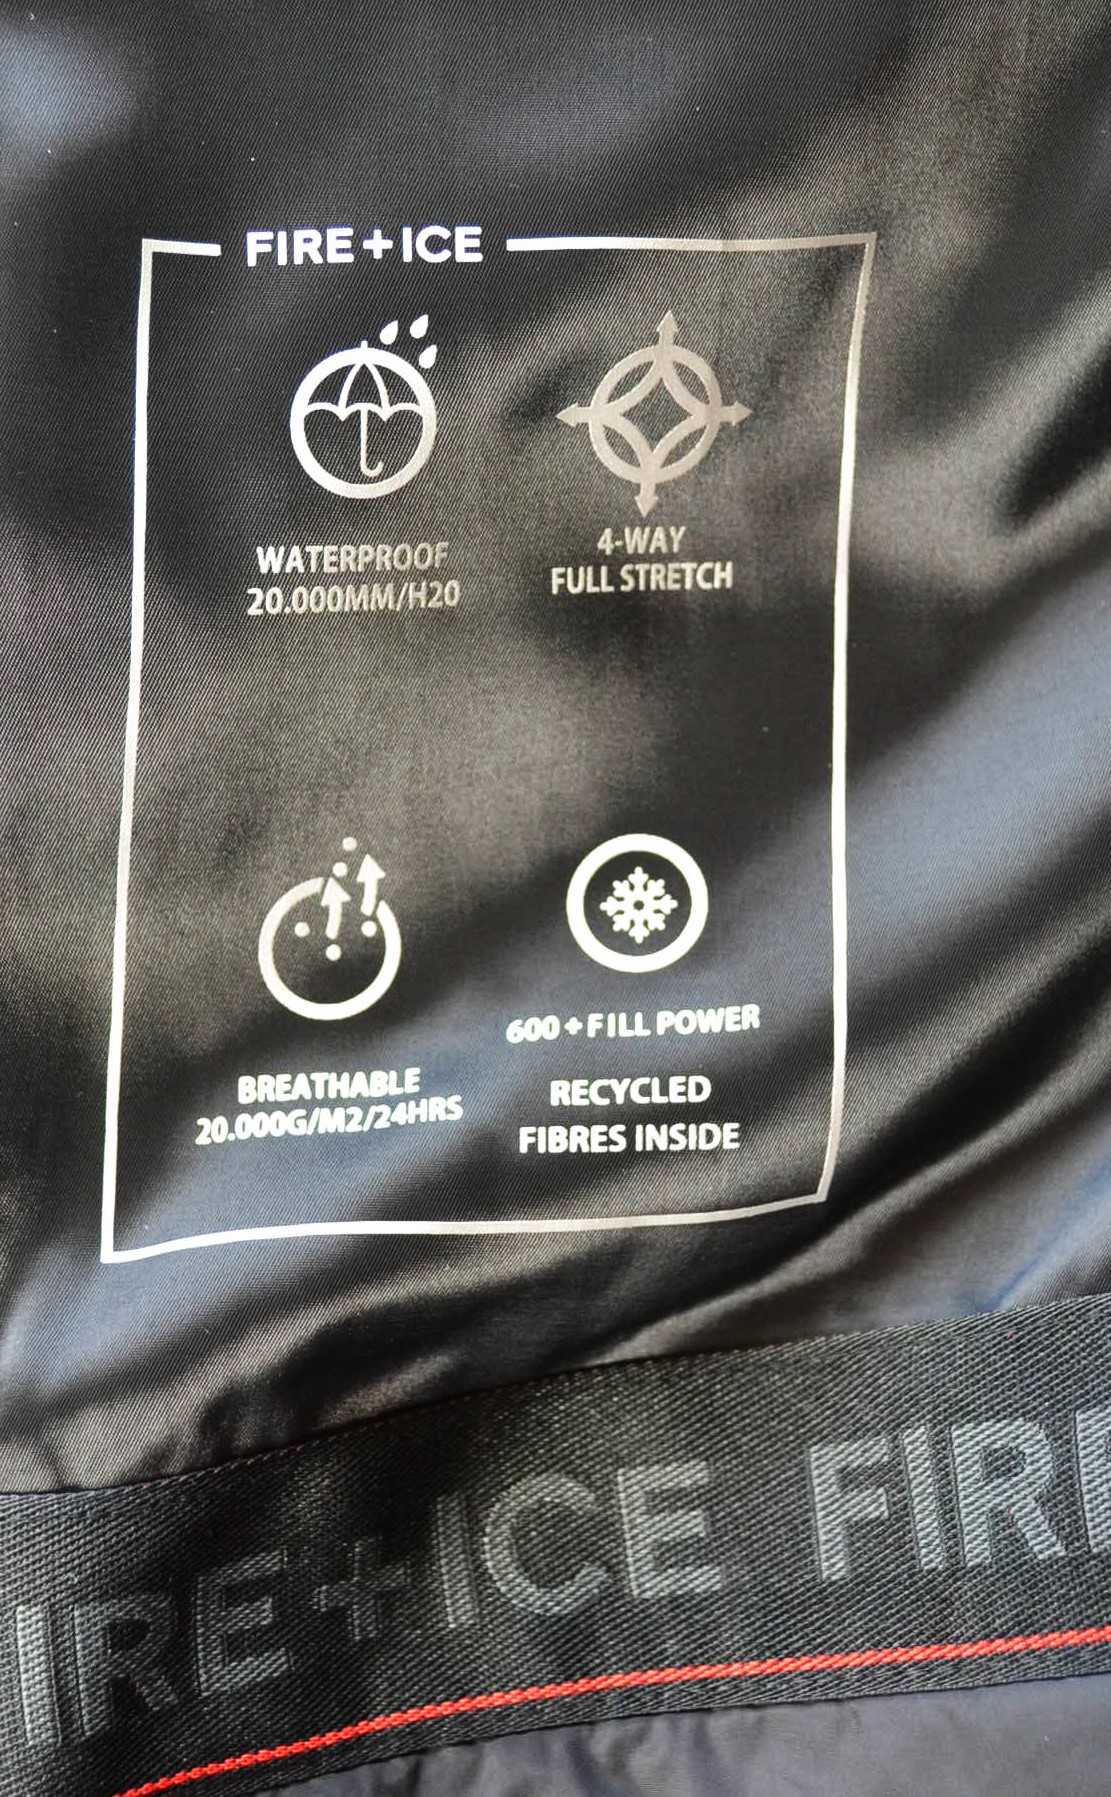 FIRE+ICE
WATERPROOF
20.000MM/H20
4-WAY
FULL STRETCH
BREATHABLE
20.000G/M2/24HRS
600+FILL POWER
RECYCLED
FIBRES INSIDE
IRE+ICE FIRE